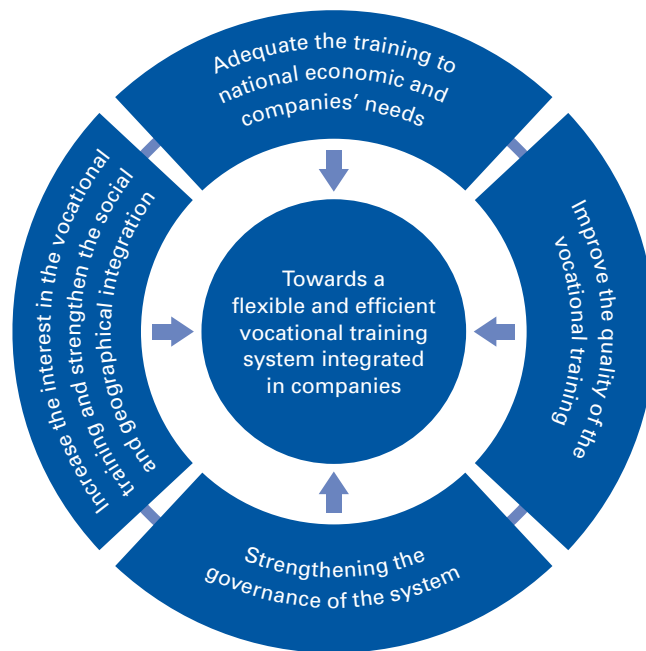 Adequate the training to
national economic and
companies’ needs
Increase the interest in the vocational
training and strengthen the social
and geographical integration
Towards a
flexible and efficient
vocational training
system integrated
in companies
Improve the quality of the
vocational training
Strengthening the
governance of the system